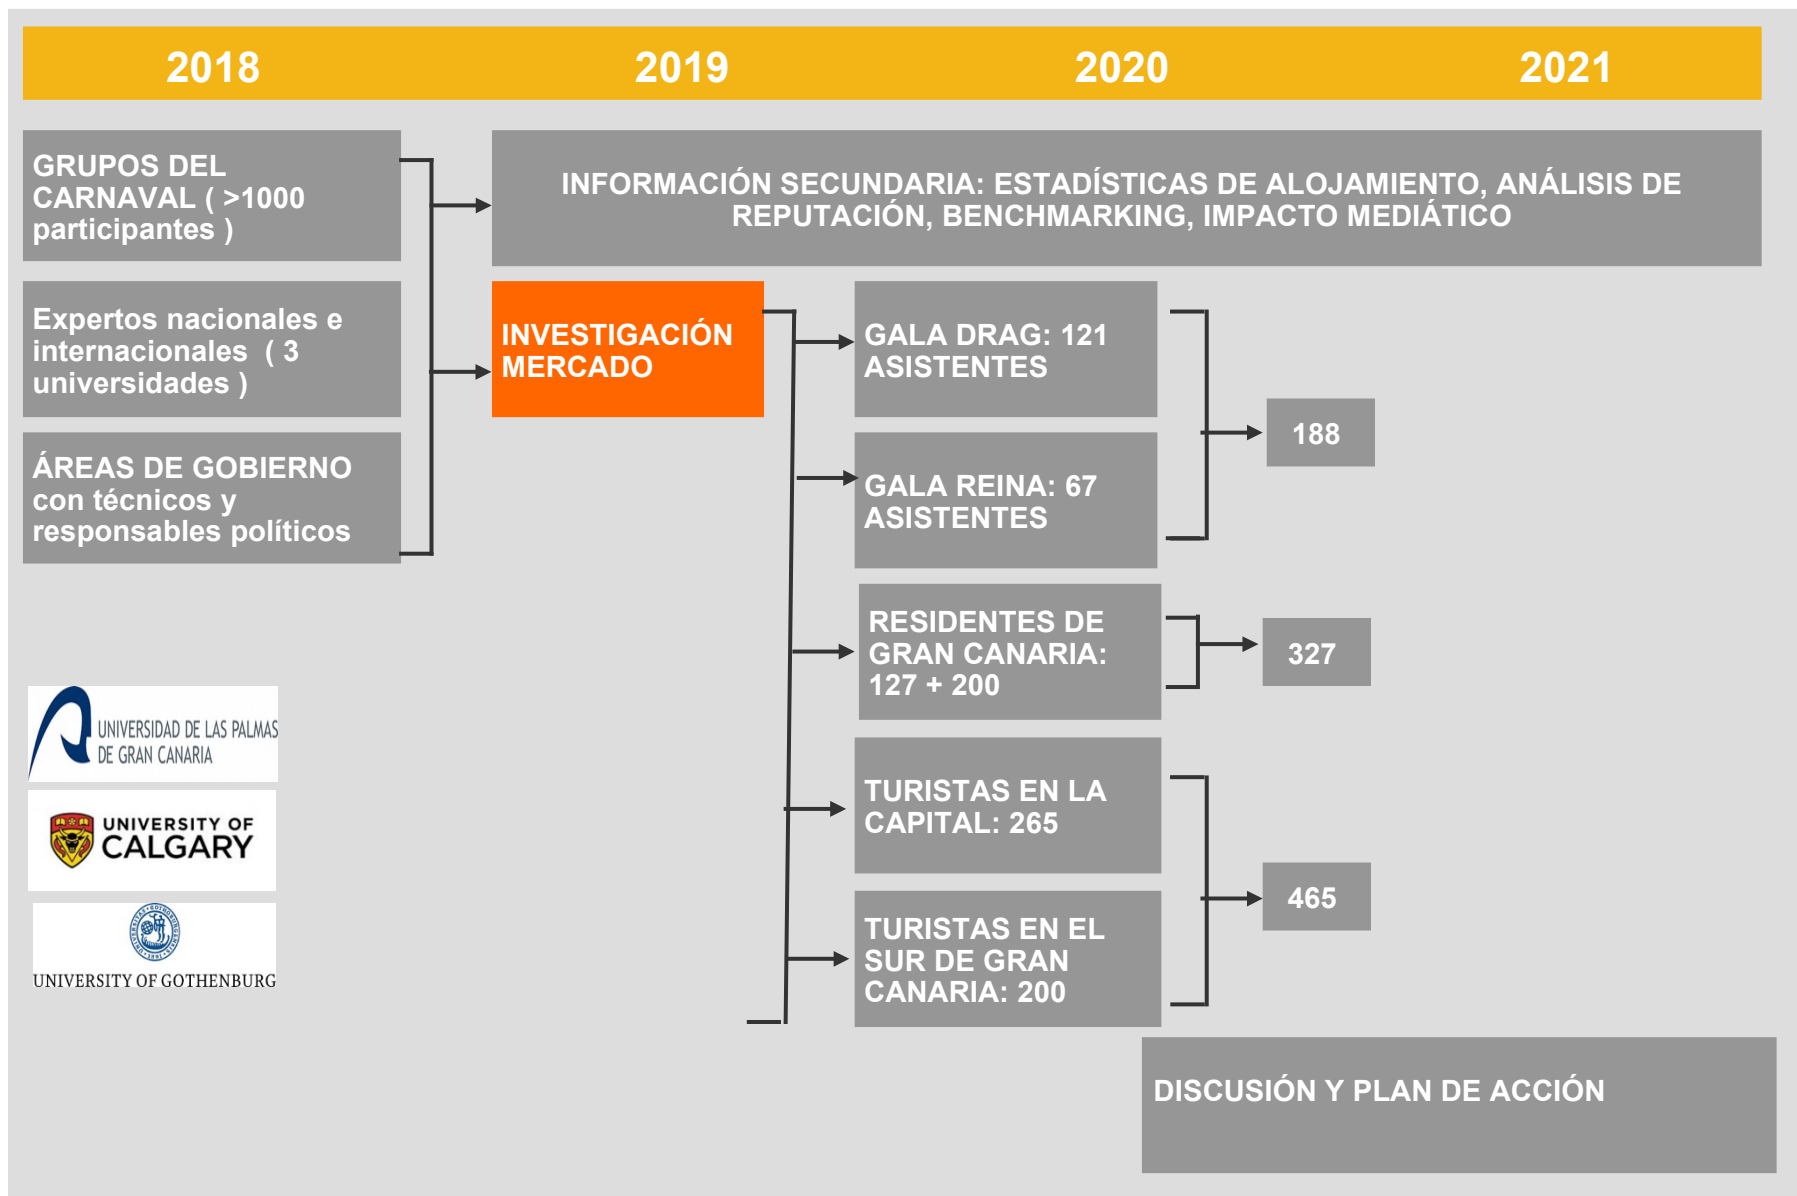 2018 2019 2020 2021
GRUPOS DEL
CARNAVAL ( >1000
participantes )
INFORMACIÓN SECUNDARIA: ESTADÍSTICAS DE ALOJAMIENTO, ANÁLISIS DE
REPUTACIÓN, BENCHMARKING, IMPACTO MEDIÁTICO
Expertos nacionales e
internacionales ( 3
universidades )
ÁREAS DE GOBIERNO
con técnicos y
responsables políticos
INVESTIGACIÓN
MERCADO
GALA DRAG: 121
ASISTENTES
GALA REINA: 67
ASISTENTES
188
RESIDENTES DE
GRAN CANARIA:
127 + 200
327
TURISTAS EN LA
CAPITAL: 265
TURISTAS EN EL
SUR DE GRAN
CANARIA: 200
465
UNIVERSIDAD DE LAS PALMAS
DE GRAN CANARIA
UNIVERSITY OF
CALGARY
UNIVERSITY OF GOTHENBURG
DISCUSIÓN Y PLAN DE ACCIÓN